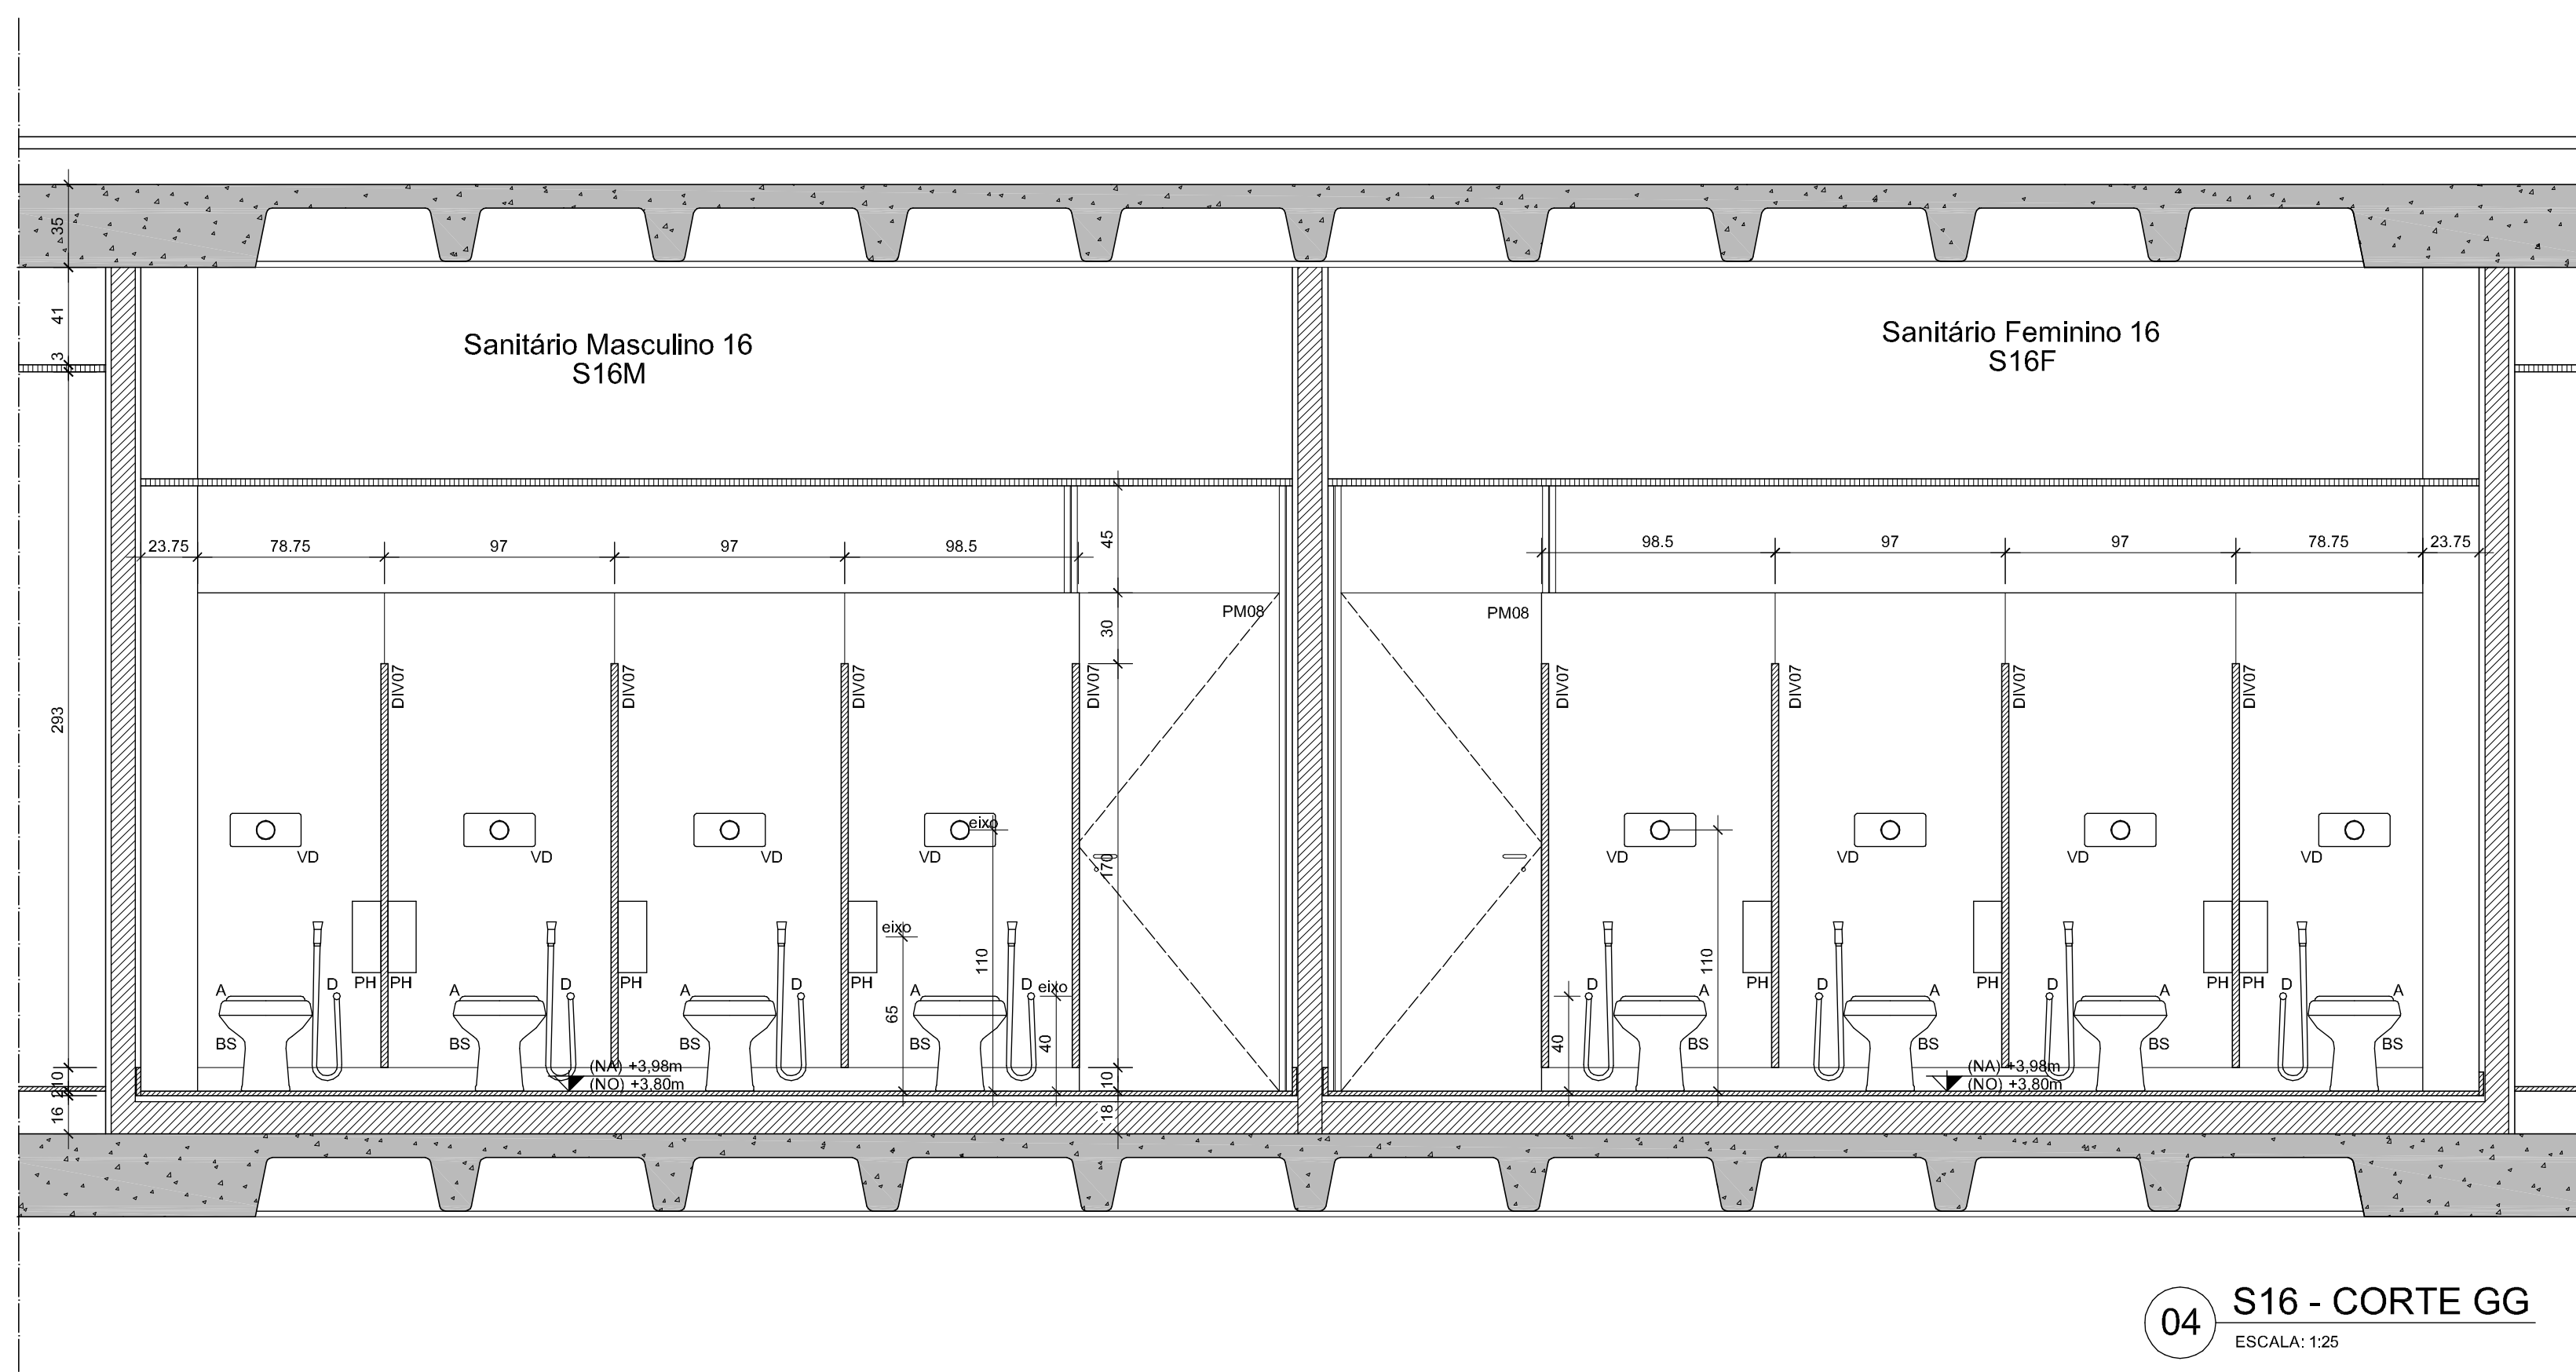 35
41
3
293
10
2
16
Sanitário Masculino 16
S16M
Sanitário Feminino 16
S16F
23.75 78.75 97 97 98.5
45
30
170
10
18
98.5 97 97 78.75 23.75
PM08 PM08
DIV07 DIV07 DIV07 DIV07 DIV07 DIV07 DIV07 DIV07
VD VD VD VD VD VD VD VD
eixo
eixo
eixo
110
65
40
110
40
PH PH PH PH PH PH PH PH
A D A D A D A D D A D A D A D A
BS BS BS BS BS BS BS BS
(NA) +3,98m
(NO) +3,80m
(NA) +3,98m
(NO) +3,80m
04
S16 - CORTE GG
ESCALA: 1:25